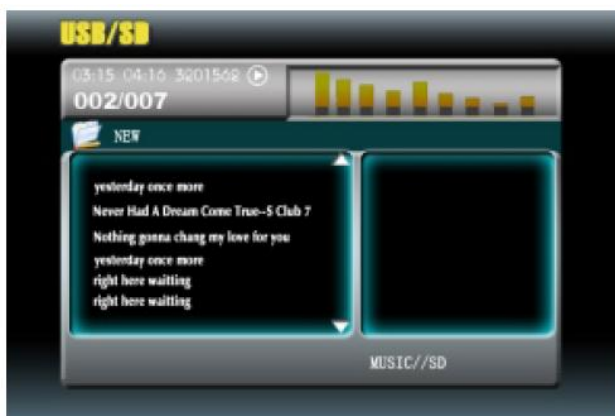 USB/SD
03:15 04:16 3201562
002/007
NEW
yesterday once more
Never Had A Dream Come True--S Club 7
Nothing gonna chang my love for you
yesterday once more
right here waitting
right here waitting
MUSIC//SD